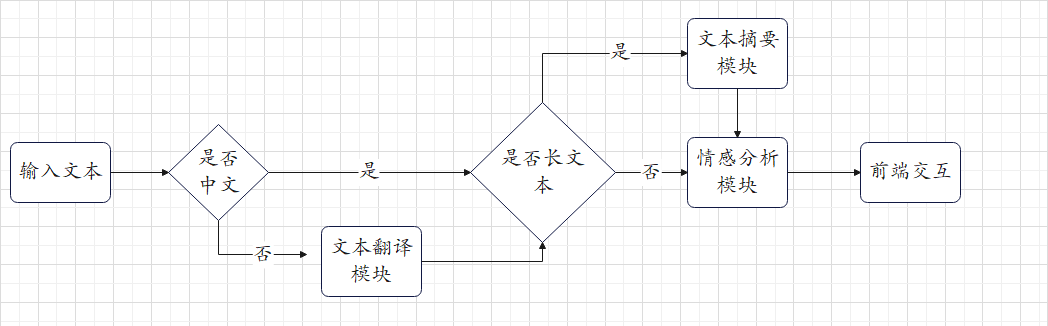 输入文本
是否
中文
是
否
文本翻译
模块
是否长文
本
是
否
文本摘要
模块
情感分析
模块
前端交互